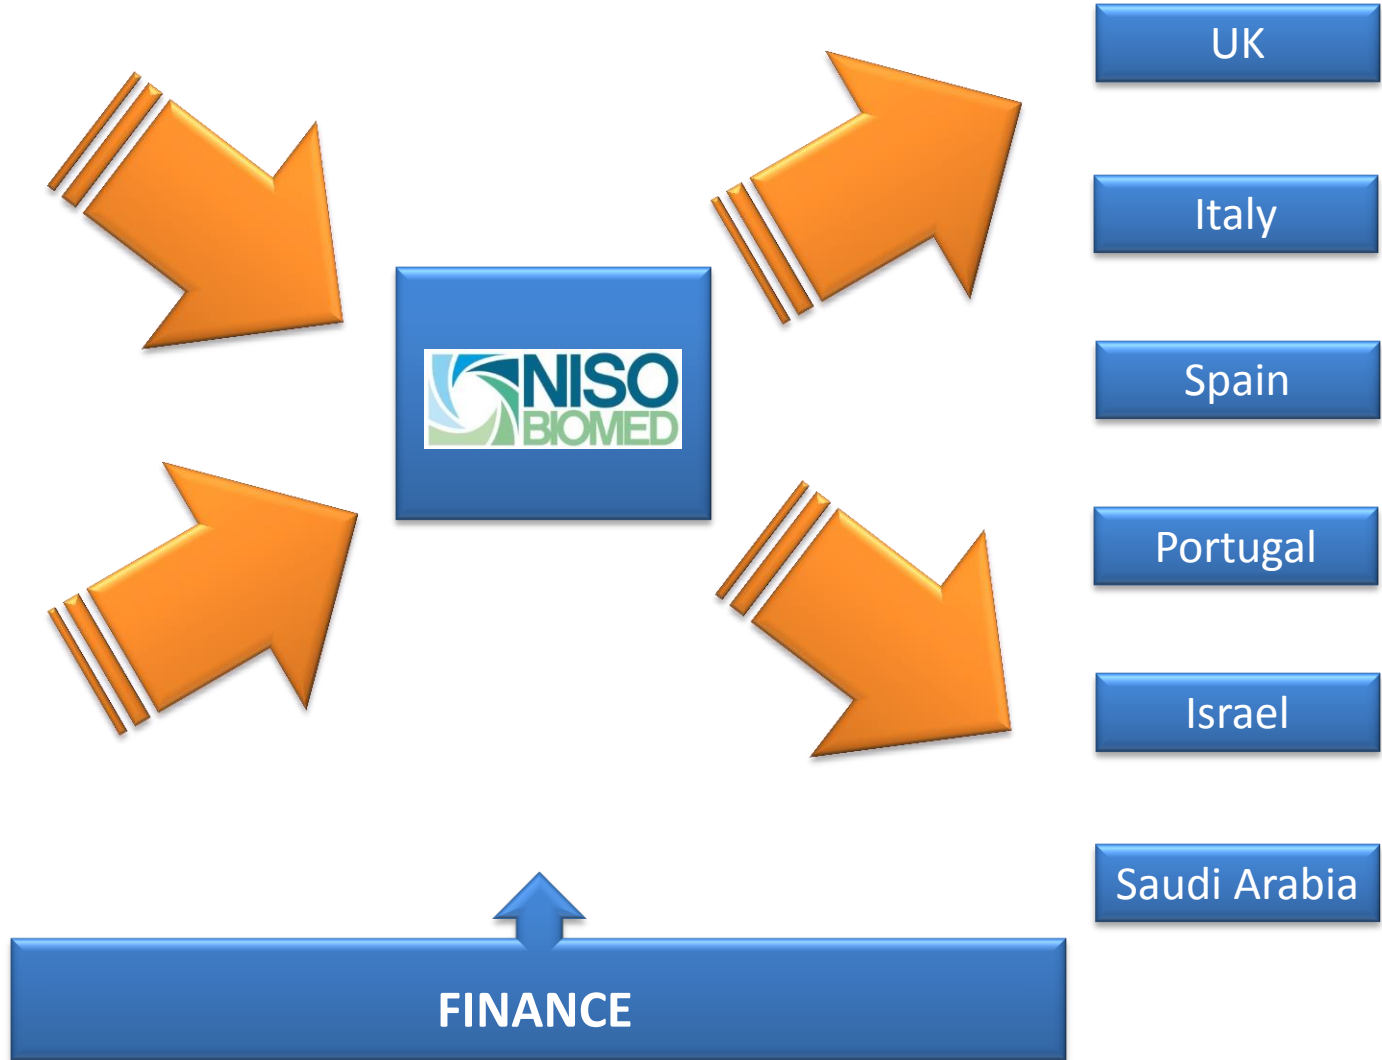 UK
Italy
NISO
BIOMED
Spain
Portugal
Israel
Saudi Arabia
FINANCE